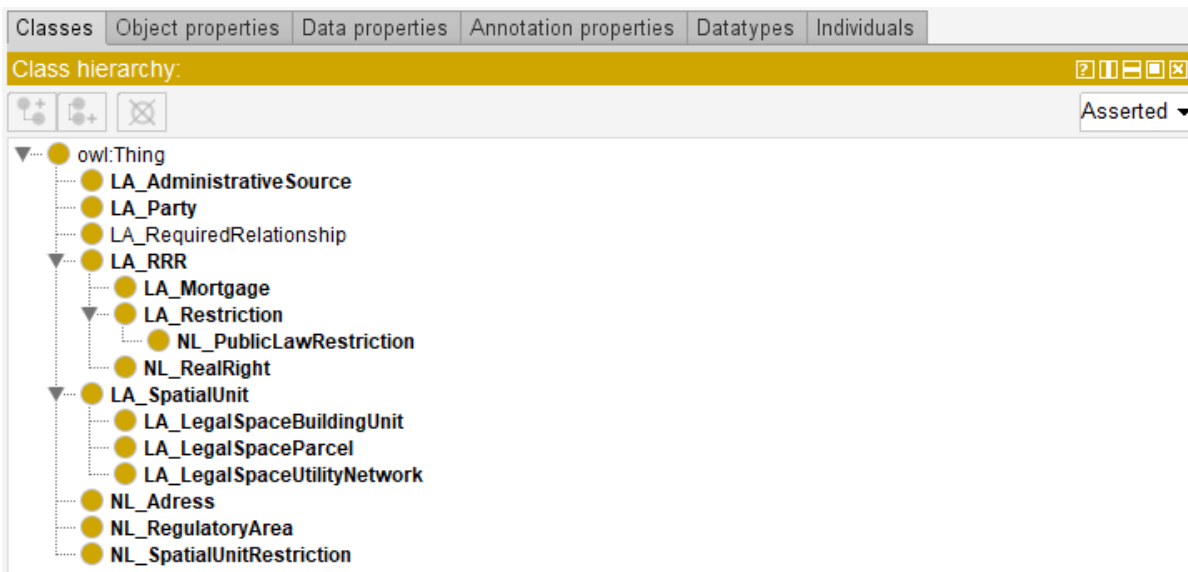 Classes Object properties Data properties Annotation properties Datatypes Individuals
Class hierarchy:
Asserted
owl:Thing
LA_AdministrativeSource
LA_Party
LA_RequiredRelationship
LA_RRR
LA_Mortgage
LA_Restriction
NL_PublicLawRestriction
NL_RealRight
LA_SpatialUnit
LA_LegalSpaceBuildingUnit
LA_LegalSpaceParcel
LA_LegalSpaceUtilityNetwork
NL_Adress
NL_RegulatoryArea
NL_SpatialUnitRestriction